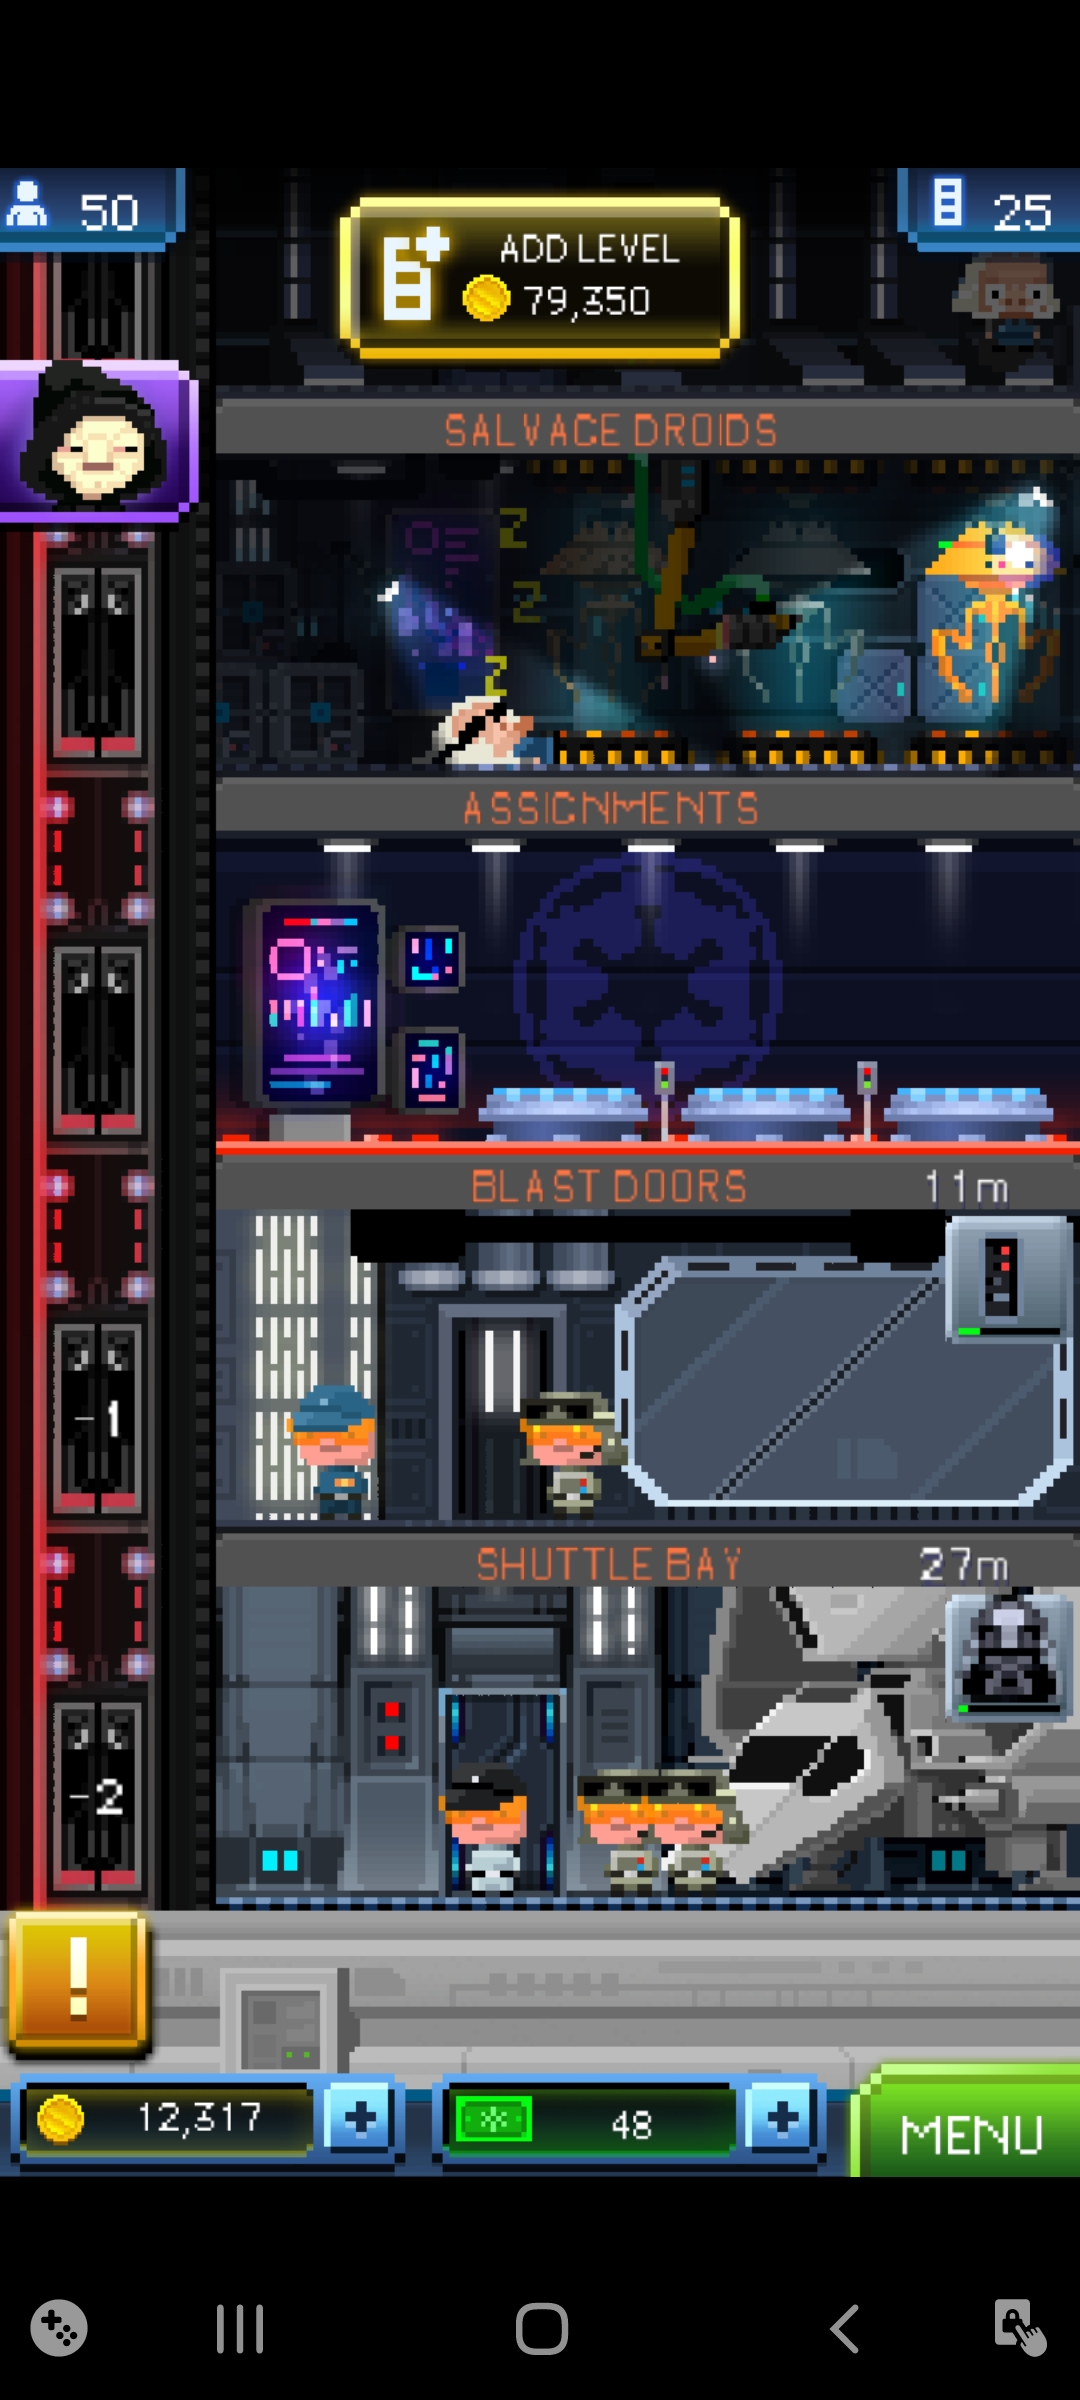 50
ADD LEVEL
79,350
25
SALVAGE DROIDS
Z
Z
Z
ASSIGNMENTS
BLAST DOORS 11m
-1
SHUTTLE BAY 27m
-2
!
12,317
48
MENU